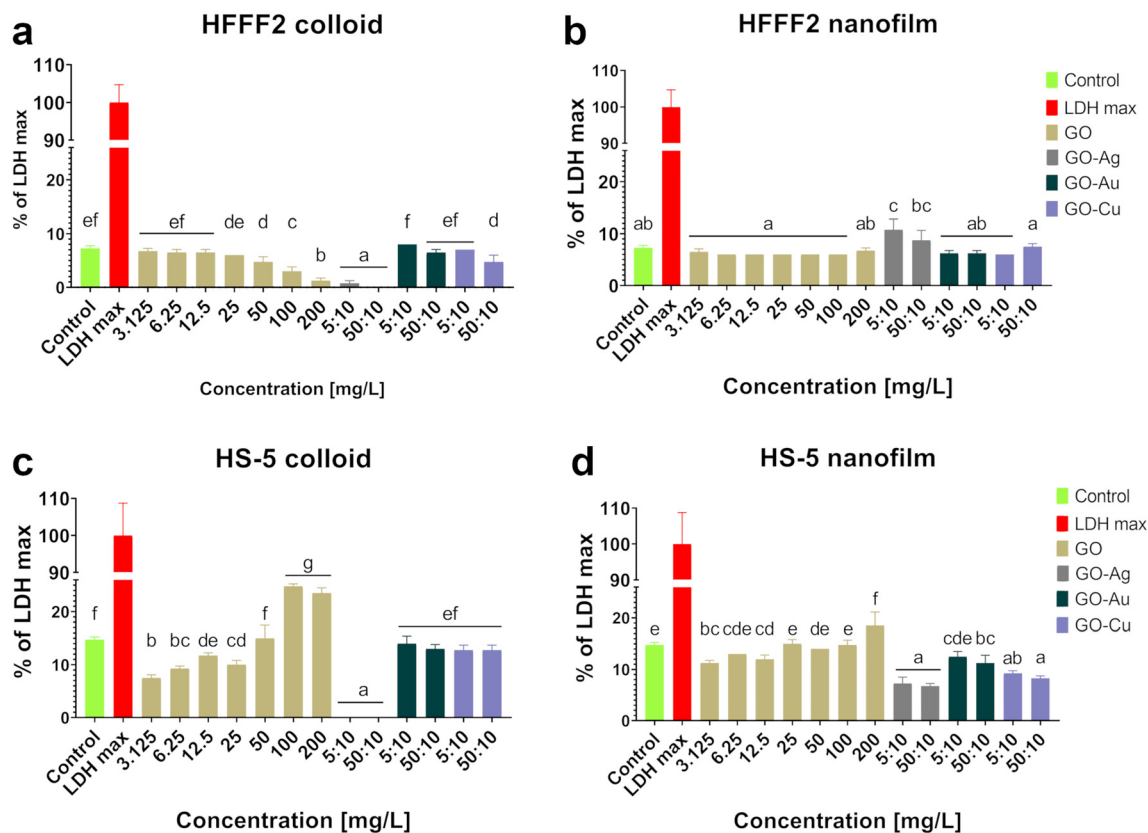 a
HFFF2 colloid
% of LDH max
110
100
90
20
10
0
ef
ef
de
d
c
b
a
f
ef
d
Control
LDH max
3.125
6.25
12.5
25
50
100
200
5:10
50:10
5:10
50:10
5:10
50:10
Concentration [mg/L]
b
HFFF2 nanofilm
% of LDH max
110
100
90
20
10
0
ab
a
ab
c
bc
ab
a
Control
LDH max
3.125
6.25
12.5
25
50
100
200
5:10
50:10
5:10
50:10
5:10
50:10
Concentration [mg/L]
Control
LDH max
GO
GO-Ag
GO-Au
GO-Cu
c
HS-5 colloid
% of LDH max
110
100
90
20
10
0
f
b
bc
de
cd
f
g
a
ef
Control
LDH max
3.125
6.25
12.5
25
50
100
200
5:10
50:10
5:10
50:10
5:10
50:10
Concentration [mg/L]
d
HS-5 nanofilm
% of LDH max
110
100
90
20
10
0
e
bc
cde
cd
e
de
e
f
a
cde
bc
ab
a
Control
LDH max
3.125
6.25
12.5
25
50
100
200
5:10
50:10
5:10
50:10
5:10
50:10
Concentration [mg/L]
Control
LDH max
GO
GO-Ag
GO-Au
GO-Cu